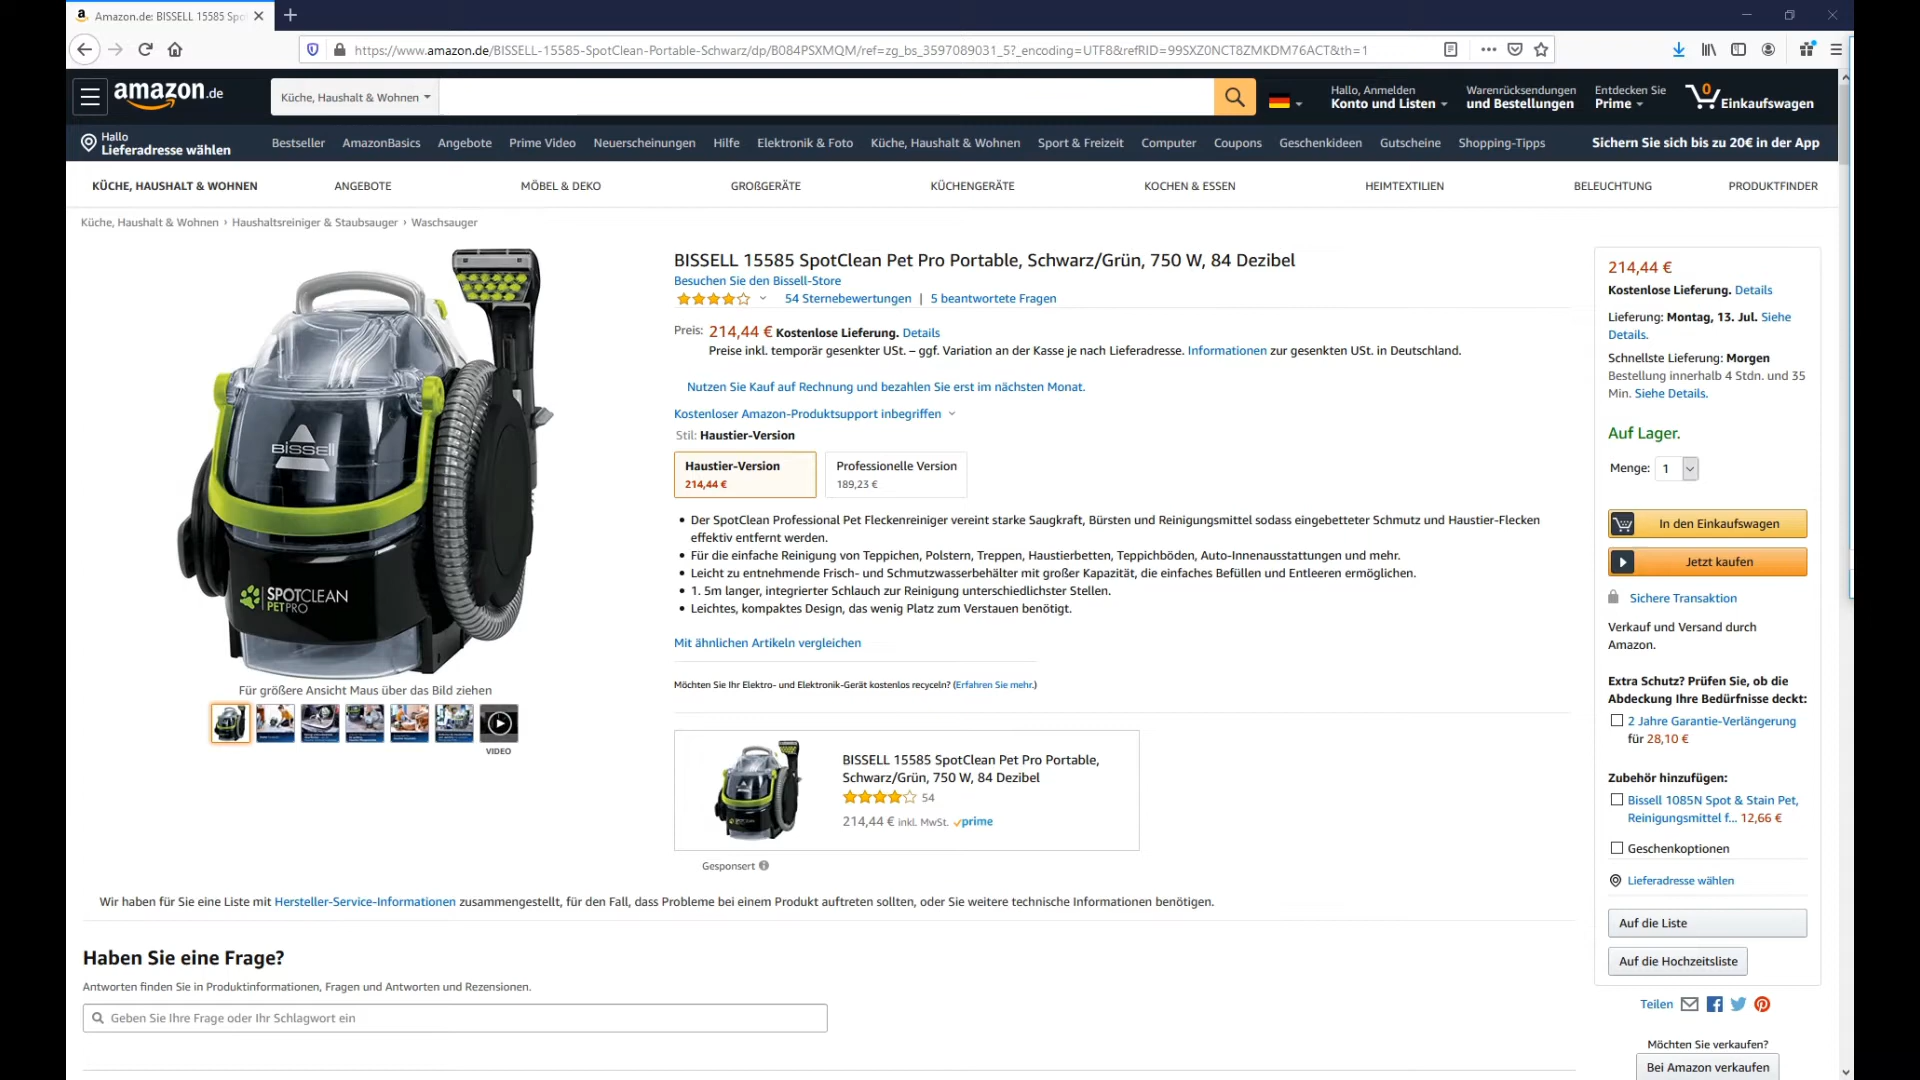 Amazon.de: BISSELL 15585 Spo
https://www.amazon.de/BISSELL-15585-SpotClean-Portable-Schwarz/dp/B084PSXMQM/ref=zg_bs_3597089031_5?_encoding=UTF8&refRID=99SXZ0NCT8ZMKDM76ACT&th=1
amazon.de
Küche, Haushalt & Wohnen
Hallo, Anmelden
Konto und Listen
Warenrücksendungen
und Bestellungen
Entdecken Sie
Prime
0
Einkaufswagen
Hallo
Lieferadresse wählen
Bestseller AmazonBasics Angebote Prime Video Neuerscheinungen Hilfe Elektronik & Foto Küche, Haushalt & Wohnen Sport & Freizeit Computer Coupons Geschenkideen Gutscheine Shopping-Tipps
Sichern Sie sich bis zu 20€ in der App
KÜCHE, HAUSHALT & WOHNEN ANGEBOTE MÖBEL & DEKO GROßGERÄTE KÜCHENGERÄTE KOCHEN & ESSEN HEIMTEXTILIEN BELEUCHTUNG PRODUKTFINDER
Küche, Haushalt & Wohnen › Haushaltsreiniger & Staubsauger › Waschsauger
BISSELL
SPOTCLEAN
PET PRO
Für größere Ansicht Maus über das Bild ziehen
VIDEO
BISSELL 15585 SpotClean Pet Pro Portable, Schwarz/Grün, 750 W, 84 Dezibel
Besuchen Sie den Bissell-Store
54 Sternebewertungen | 5 beantwortete Fragen
Preis: 214,44 € Kostenlose Lieferung. Details
Preise inkl. temporär gesenkter USt. – ggf. Variation an der Kasse je nach Lieferadresse. Informationen zur gesenkten USt. in Deutschland.
Nutzen Sie Kauf auf Rechnung und bezahlen Sie erst im nächsten Monat.
Kostenloser Amazon-Produktsupport inbegriffen
Stil: Haustier-Version
Haustier-Version
214,44 €
Professionelle Version
189,23 €
• Der SpotClean Professional Pet Fleckenreiniger vereint starke Saugkraft, Bürsten und Reinigungsmittel sodass eingebetteter Schmutz und Haustier-Flecken
effektiv entfernt werden.
• Für die einfache Reinigung von Teppichen, Polstern, Treppen, Haustierbetten, Teppichböden, Auto-Innenausstattungen und mehr.
• Leicht zu entnehmende Frisch- und Schmutzwasserbehälter mit großer Kapazität, die einfaches Befüllen und Entleeren ermöglichen.
• 1. 5m langer, integrierter Schlauch zur Reinigung unterschiedlichster Stellen.
• Leichtes, kompaktes Design, das wenig Platz zum Verstauen benötigt.
Mit ähnlichen Artikeln vergleichen
Möchten Sie Ihr Elektro- und Elektronik-Gerät kostenlos recyceln? (Erfahren Sie mehr.)
BISSELL 15585 SpotClean Pet Pro Portable,
Schwarz/Grün, 750 W, 84 Dezibel
54
214,44 € inkl. MwSt. prime
Gesponsert
Wir haben für Sie eine Liste mit Hersteller-Service-Informationen zusammengestellt, für den Fall, dass Probleme bei einem Produkt auftreten sollten, oder Sie weitere technische Informationen benötigen.
Haben Sie eine Frage?
Antworten finden Sie in Produktinformationen, Fragen und Antworten und Rezensionen.
Geben Sie Ihre Frage oder Ihr Schlagwort ein
214,44 €
Kostenlose Lieferung. Details
Lieferung: Montag, 13. Jul. Siehe
Details.
Schnellste Lieferung: Morgen
Bestellung innerhalb 4 Stdn. und 35
Min. Siehe Details.
Auf Lager.
Menge: 1
In den Einkaufswagen
Jetzt kaufen
Sichere Transaktion
Verkauf und Versand durch
Amazon.
Extra Schutz? Prüfen Sie, ob die
Abdeckung Ihre Bedürfnisse deckt:
2 Jahre Garantie-Verlängerung
für 28,10 €
Zubehör hinzufügen:
Bissell 1085N Spot & Stain Pet,
Reinigungsmittel f... 12,66 €
Geschenkoptionen
Lieferadresse wählen
Auf die Liste
Auf die Hochzeitsliste
Teilen
Möchten Sie verkaufen?
Bei Amazon verkaufen